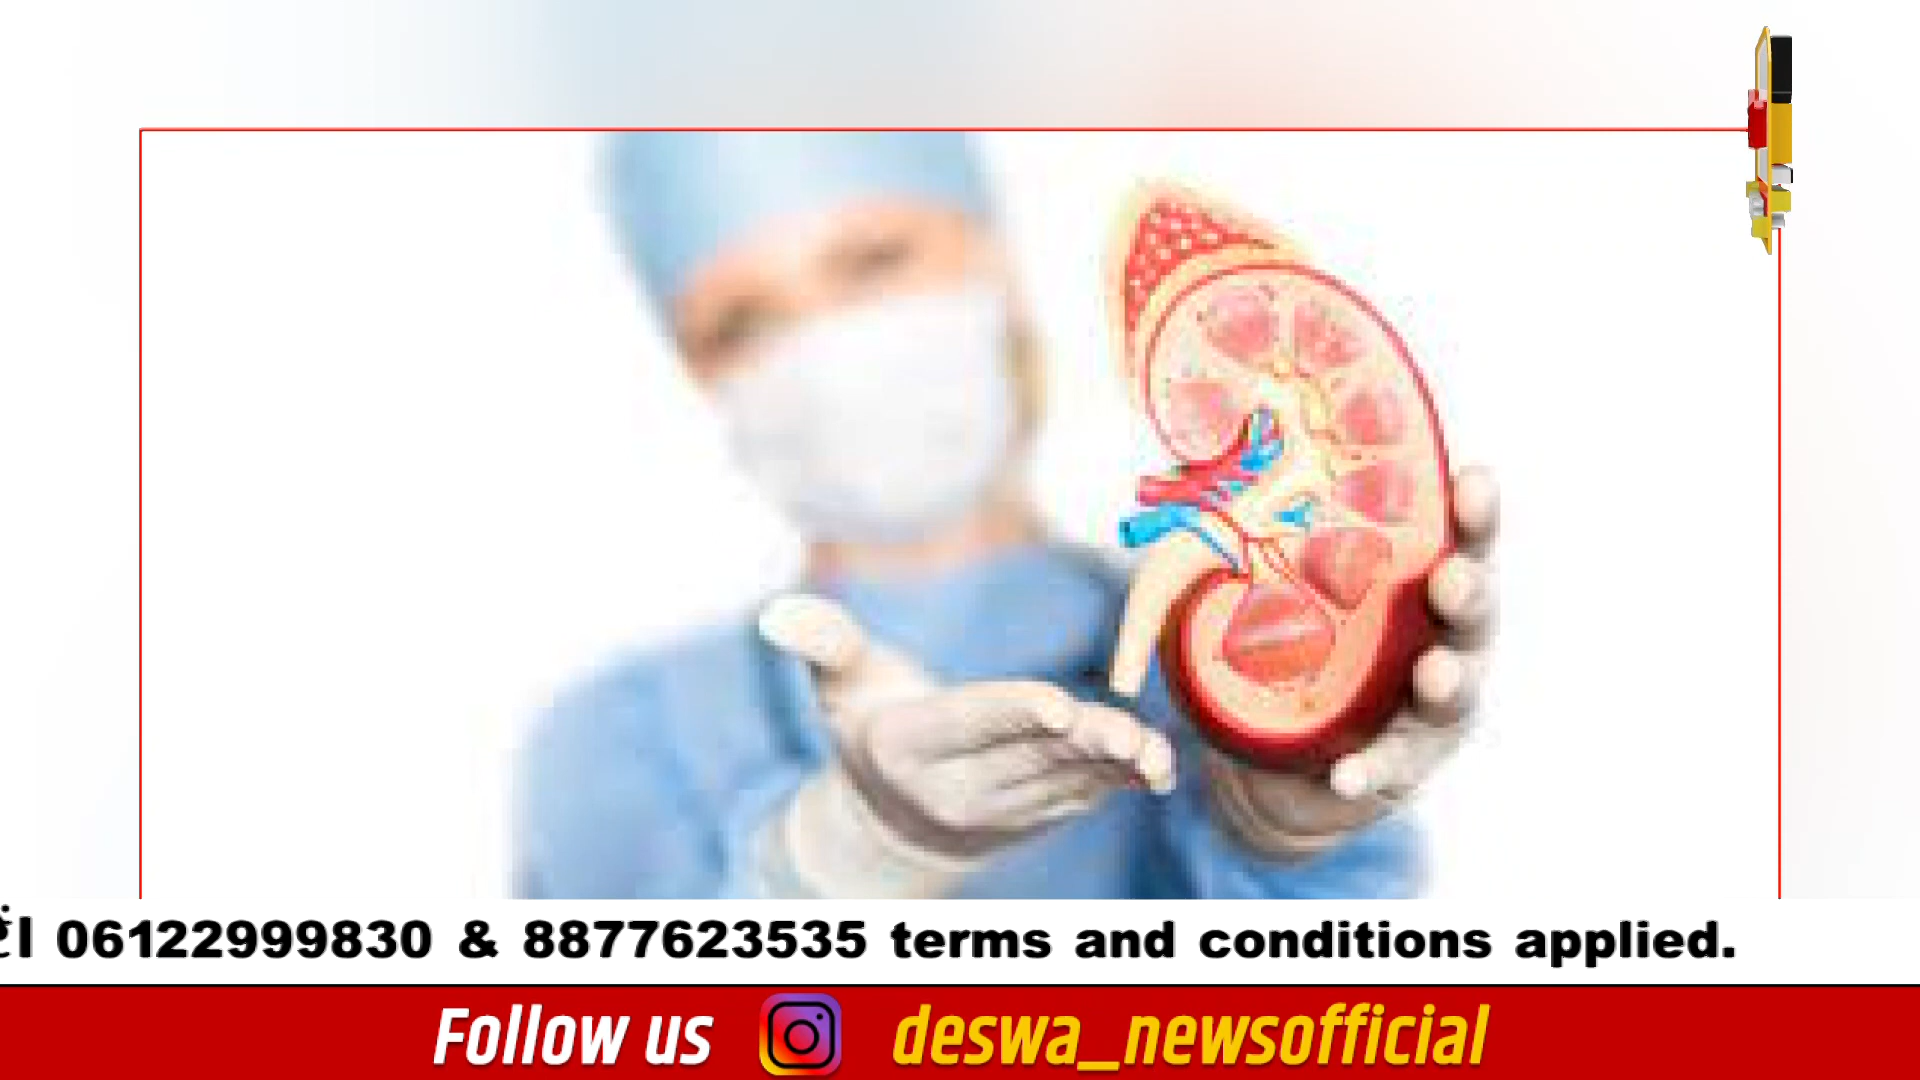 06122999830 & 8877623535 terms and conditions applied.
Follow us deswa_newsofficial